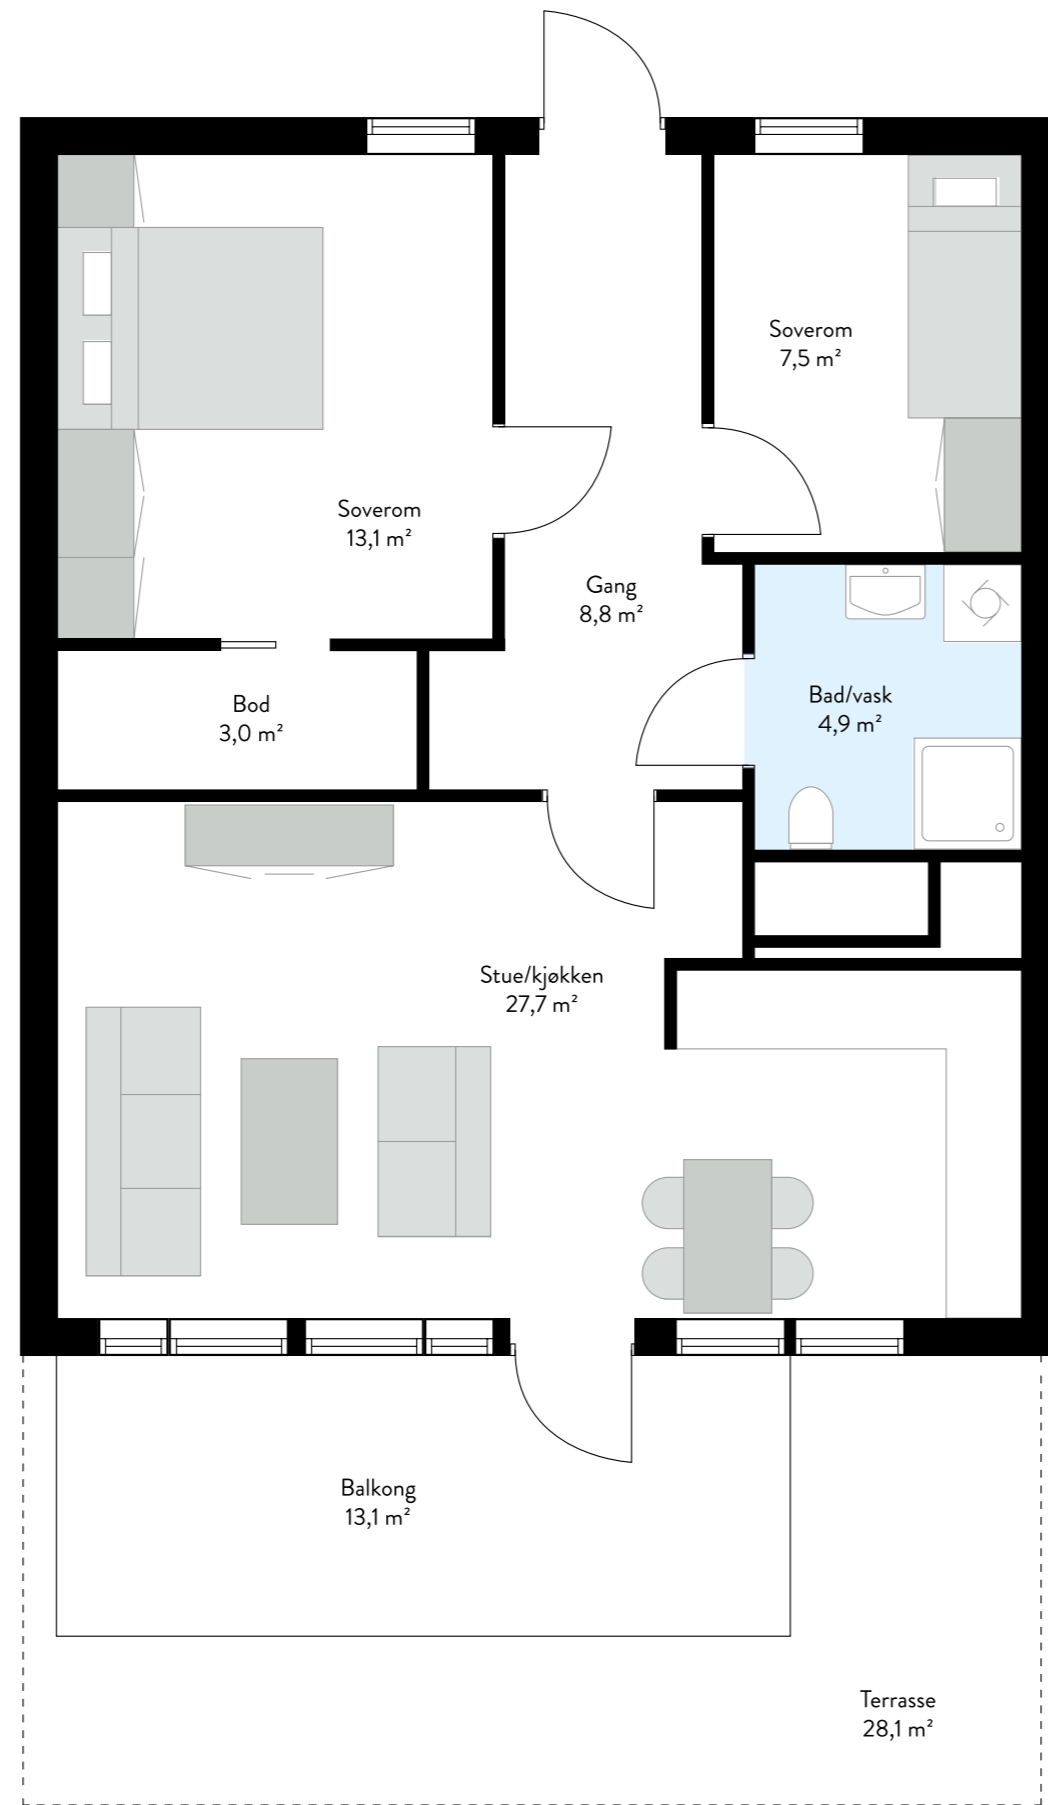 Soverom
7,5 m²
Soverom
13,1 m²
Gang
8,8 m²
Bad/vask
4,9 m²
Bod
3,0 m²
Stue/kjøkken
27,7 m²
Balkong
13,1 m²
Terrasse
28,1 m²